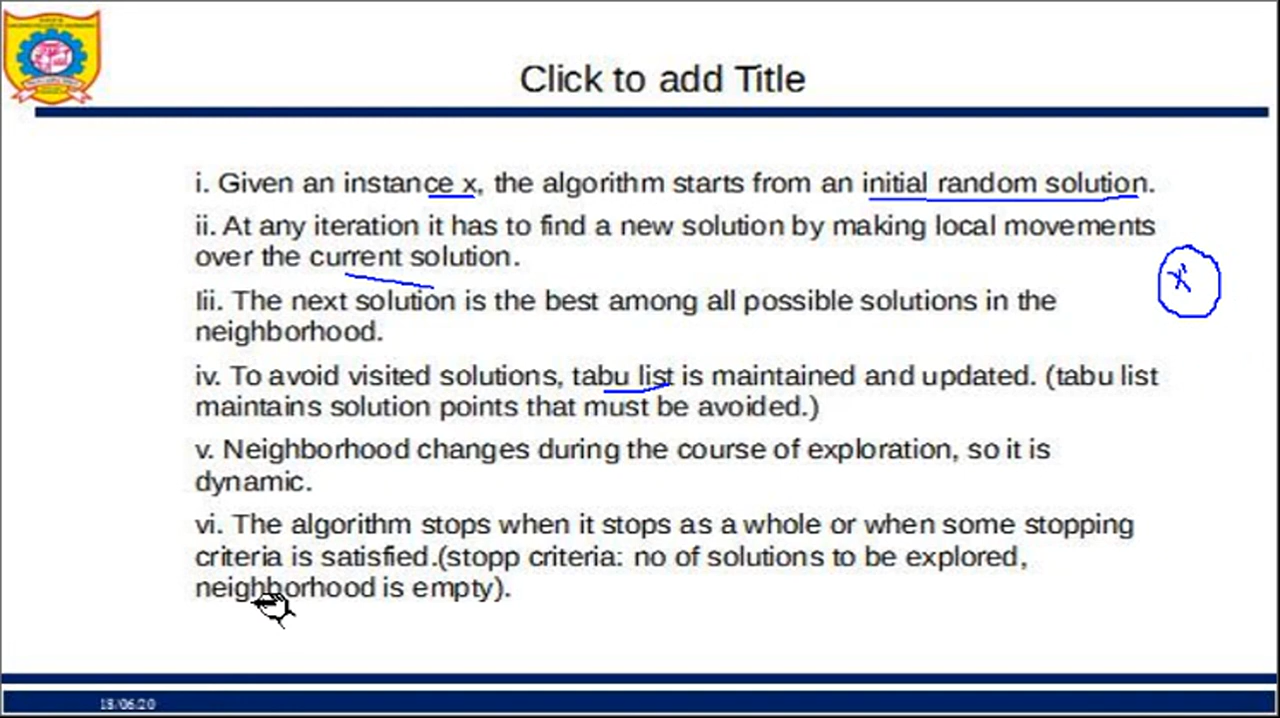 Click to add Title
i. Given an instance x, the algorithm starts from an initial random solution.
ii. At any iteration it has to find a new solution by making local movements
over the current solution.
x'
Iii. The next solution is the best among all possible solutions in the
neighborhood.
iv. To avoid visited solutions, tabu list is maintained and updated. (tabu list
maintains solution points that must be avoided.)
v. Neighborhood changes during the course of exploration, so it is
dynamic.
vi. The algorithm stops when it stops as a whole or when some stopping
criteria is satisfied.(stopp criteria: no of solutions to be explored,
neighborhood is empty).
18/06/20